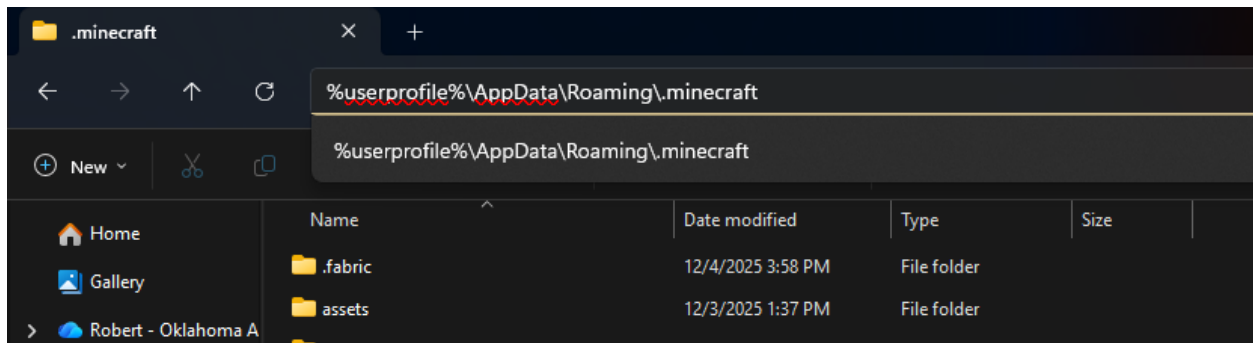 .minecraft
%userprofile%\AppData\Roaming\.minecraft
%userprofile%\AppData\Roaming\.minecraft
New
Name Date modified Type Size
Home
.fabric 12/4/2025 3:58 PM File folder
Gallery
assets 12/3/2025 1:37 PM File folder
Robert - Oklahoma A